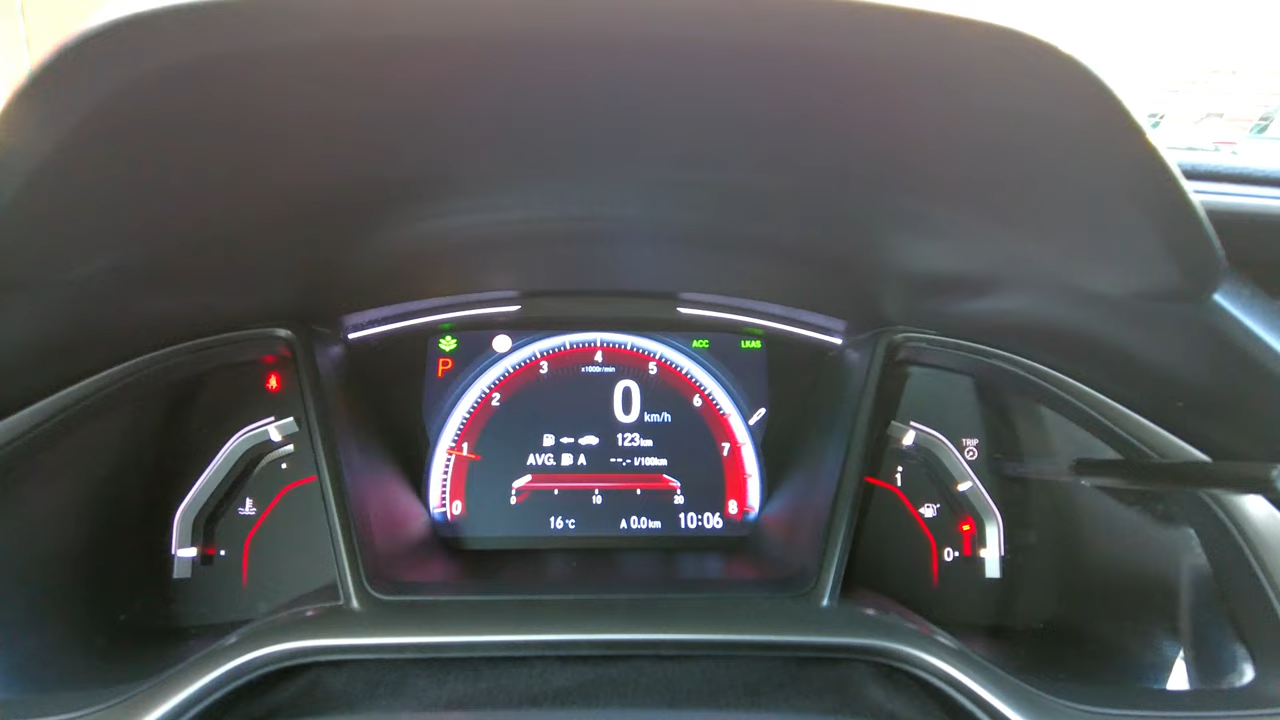 P
ACC
LKAS
0
1
2
3
4
5
6
7
8
x1000r/min
0 km/h
123km
AVG. A --.- l/100km
0 10 20
16°C A 0.0km 10:06
TRIP
i
0